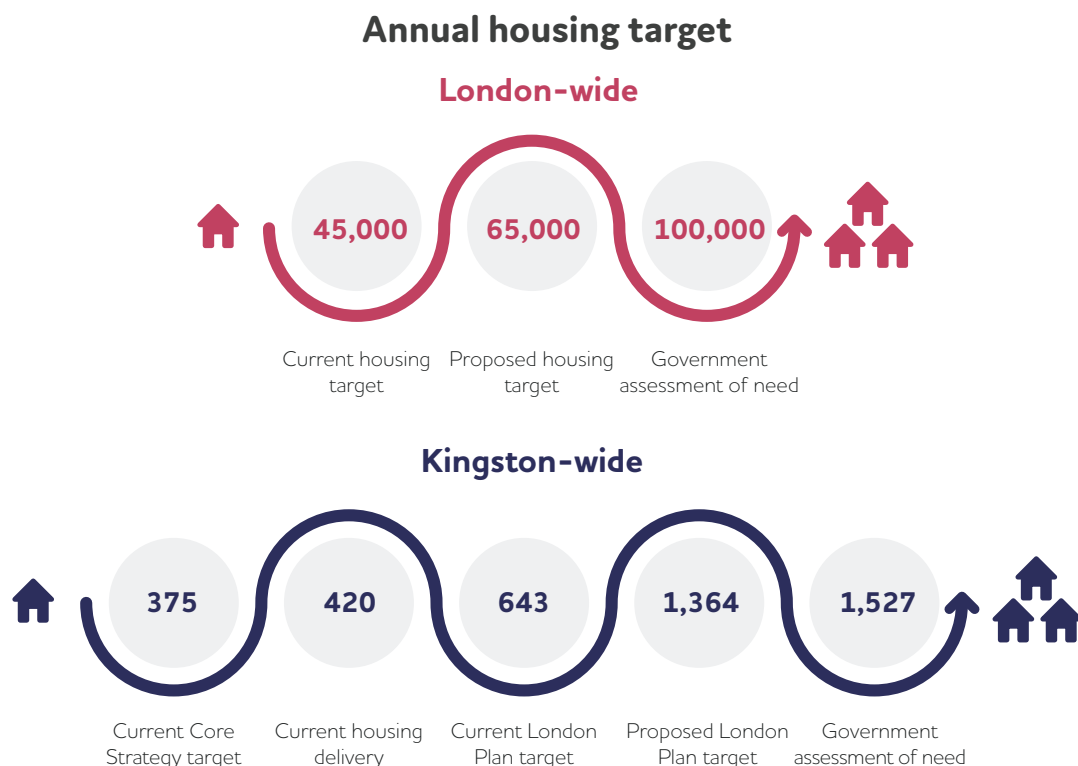 Annual housing target
London-wide
45,000
65,000
100,000
Current housing
target
Proposed housing
target
Government
assessment of need
Kingston-wide
375
420
643
1,364
1,527
Current Core
Strategy target
Current housing
delivery
Current London
Plan target
Proposed London
Plan target
Government
assessment of need